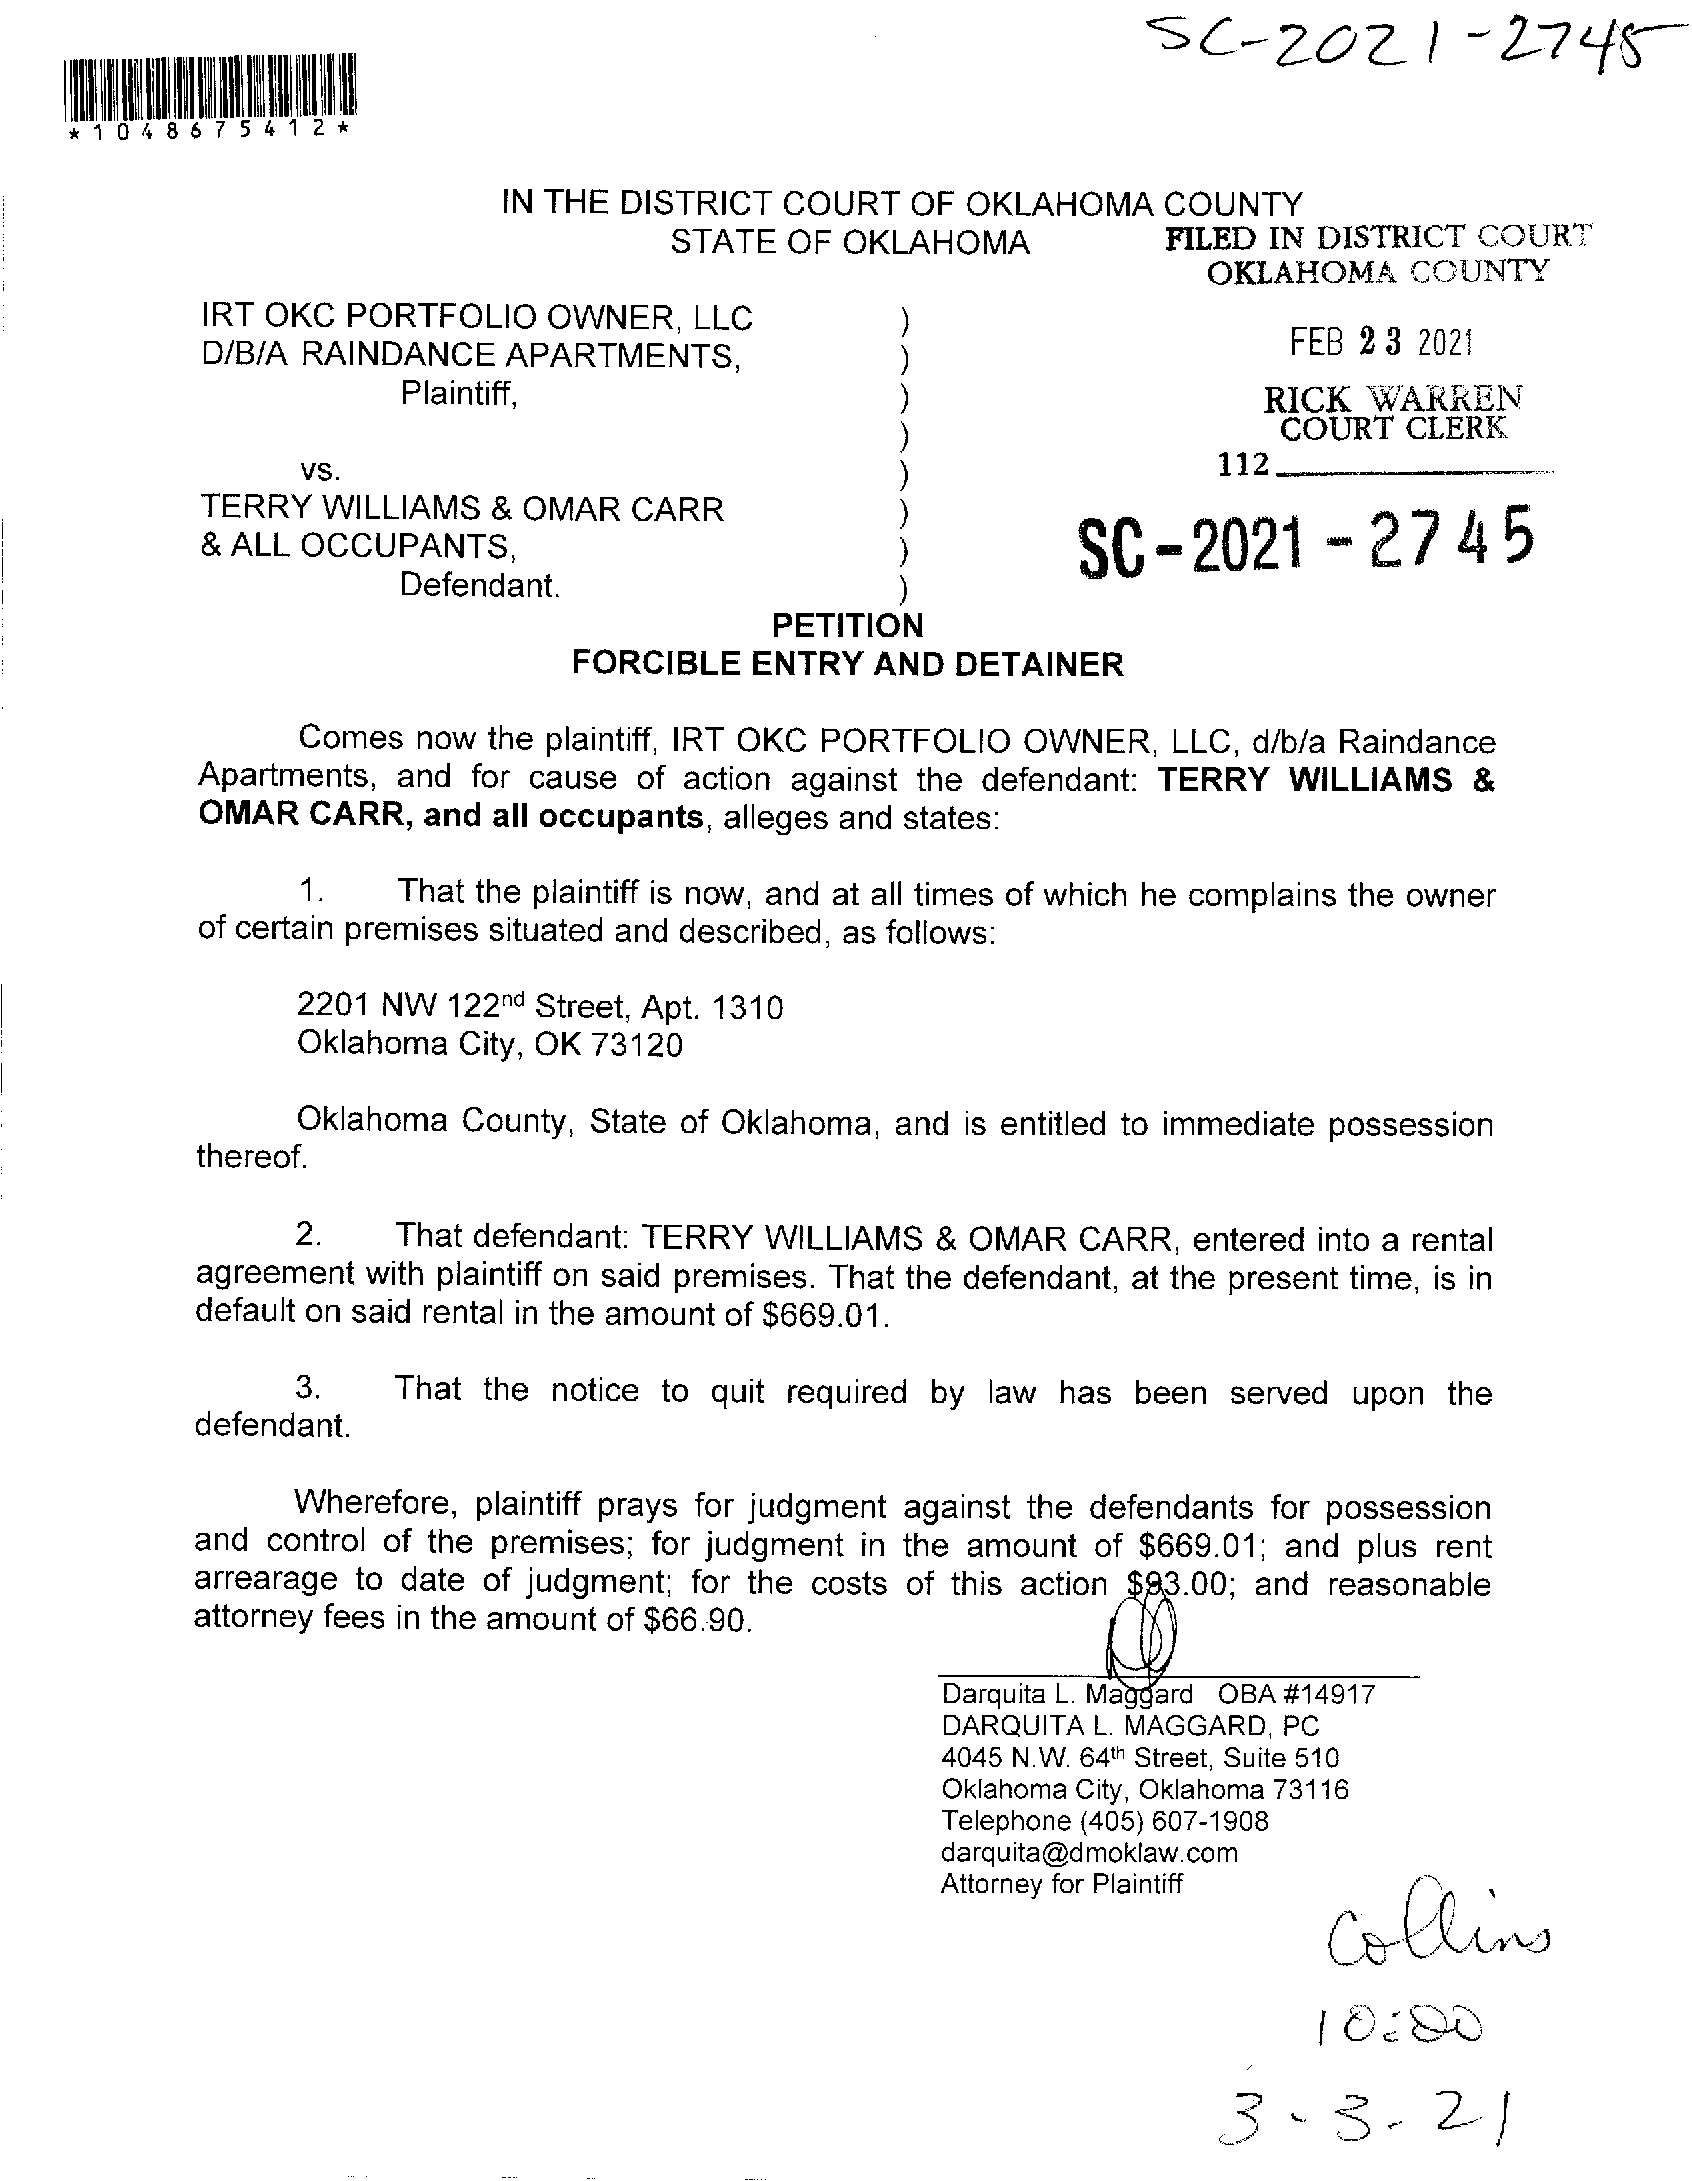 SC-2021-2745
*1048675412*
IN THE DISTRICT COURT OF OKLAHOMA COUNTY
STATE OF OKLAHOMA
FILED IN DISTRICT COURT
OKLAHOMA COUNTY
IRT OKC PORTFOLIO OWNER, LLC )
D/B/A RAINDANCE APARTMENTS, )
Plaintiff, )
)
vs. )
TERRY WILLIAMS & OMAR CARR )
& ALL OCCUPANTS, )
Defendant. )
FEB 23 2021
RICK WARREN
COURT CLERK
112
SC-2021-2745
PETITION
FORCIBLE ENTRY AND DETAINER
Comes now the plaintiff, IRT OKC PORTFOLIO OWNER, LLC, d/b/a Raindance
Apartments, and for cause of action against the defendant: TERRY WILLIAMS &
OMAR CARR, and all occupants, alleges and states:
1. That the plaintiff is now, and at all times of which he complains the owner
of certain premises situated and described, as follows:
2201 NW 122nd Street, Apt. 1310
Oklahoma City, OK 73120
Oklahoma County, State of Oklahoma, and is entitled to immediate possession
thereof.
2. That defendant: TERRY WILLIAMS & OMAR CARR, entered into a rental
agreement with plaintiff on said premises. That the defendant, at the present time, is in
default on said rental in the amount of $669.01.
3. That the notice to quit required by law has been served upon the
defendant.
Wherefore, plaintiff prays for judgment against the defendants for possession
and control of the premises; for judgment in the amount of $669.01; and plus rent
arrearage to date of judgment; for the costs of this action $93.00; and reasonable
attorney fees in the amount of $66.90.
Darquita L. Maggard OBA #14917
DARQUITA L. MAGGARD, PC
4045 N.W. 64th Street, Suite 510
Oklahoma City, Oklahoma 73116
Telephone (405) 607-1908
darquita@dmoklaw.com
Attorney for Plaintiff
Collins
10:00
3-3-21